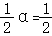 1/2 α = 1/2